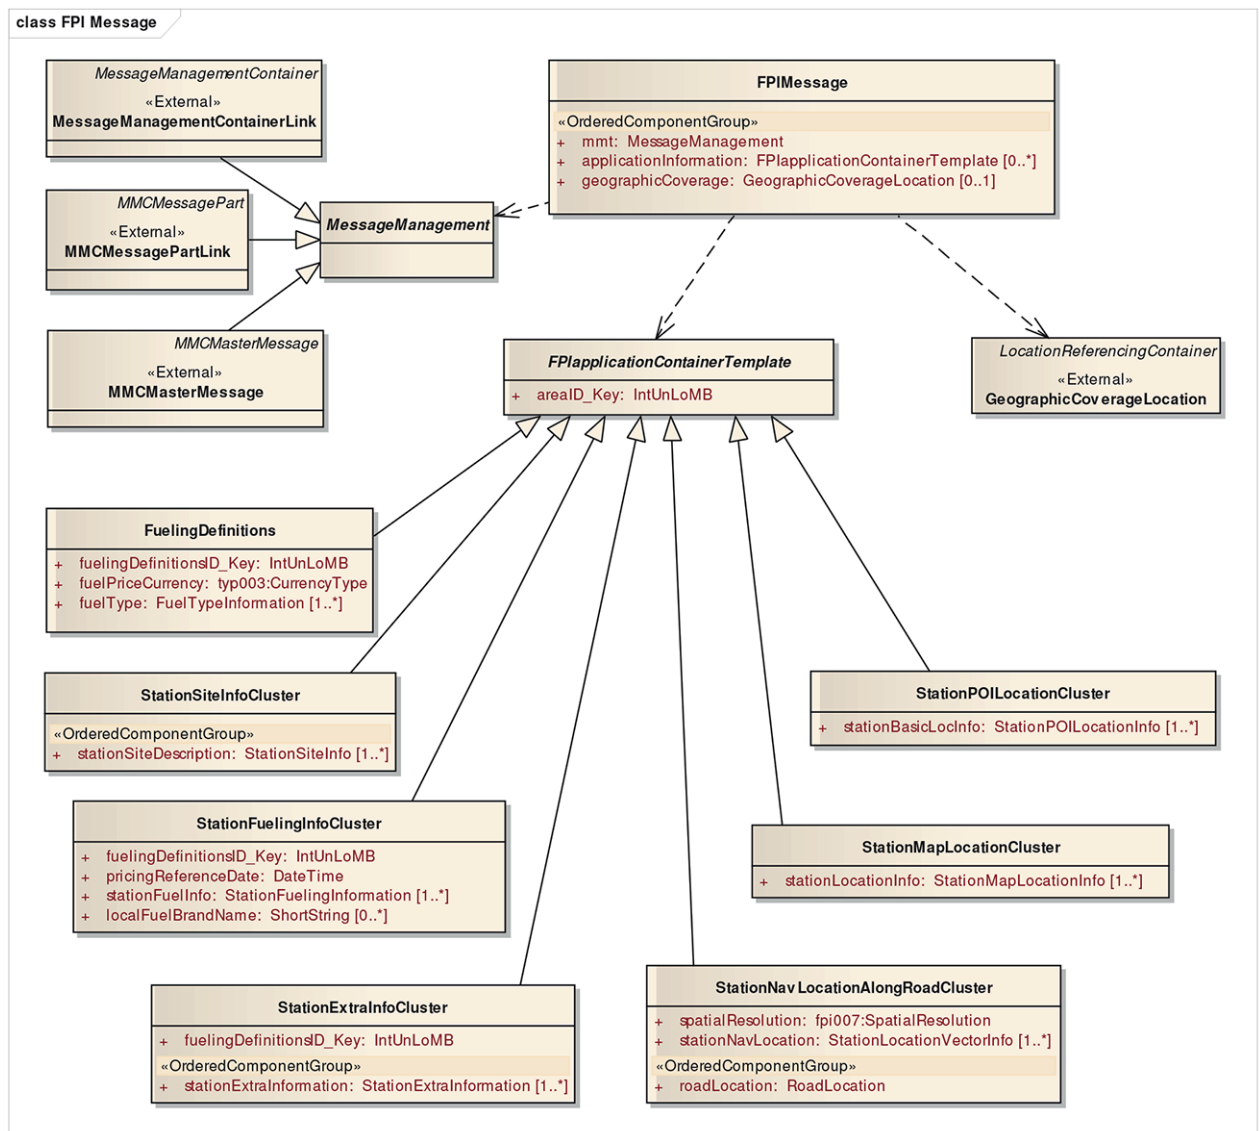 class FPI Message
MessageManagementContainer
«External»
MessageManagementContainerLink
FPIMessage
«OrderedComponentGroup»
+ mmt: MessageManagement
+ applicationInformation: FPIapplicationContainerTemplate [0..*]
+ geographicCoverage: GeographicCoverageLocation [0..1]
MMCMessagePart
«External»
MMCMessagePartLink
MessageManagement
MMCMasterMessage
«External»
MMCMasterMessage
FPIapplicationContainerTemplate
+ areaID_Key: IntUnLoMB
LocationReferencingContainer
«External»
GeographicCoverageLocation
FuelingDefinitions
+ fuelingDefinitionsID_Key: IntUnLoMB
+ fuelPriceCurrency: typ003:CurrencyType
+ fuelType: FuelTypeInformation [1..*]
StationSiteInfoCluster
«OrderedComponentGroup»
+ stationSiteDescription: StationSiteInfo [1..*]
StationPOILocationCluster
+ stationBasicLocInfo: StationPOILocationInfo [1..*]
StationFuelingInfoCluster
+ fuelingDefinitionsID_Key: IntUnLoMB
+ pricingReferenceDate: DateTime
+ stationFuelInfo: StationFuelingInformation [1..*]
+ localFuelBrandName: ShortString [0..*]
StationMapLocationCluster
+ stationLocationInfo: StationMapLocationInfo [1..*]
StationExtraInfoCluster
+ fuelingDefinitionsID_Key: IntUnLoMB
«OrderedComponentGroup»
+ stationExtraInformation: StationExtraInformation [1..*]
StationNavLocationAlongRoadCluster
+ spatialResolution: fpi007:SpatialResolution
+ stationNavLocation: StationLocationVectorInfo [1..*]
«OrderedComponentGroup»
+ roadLocation: RoadLocation